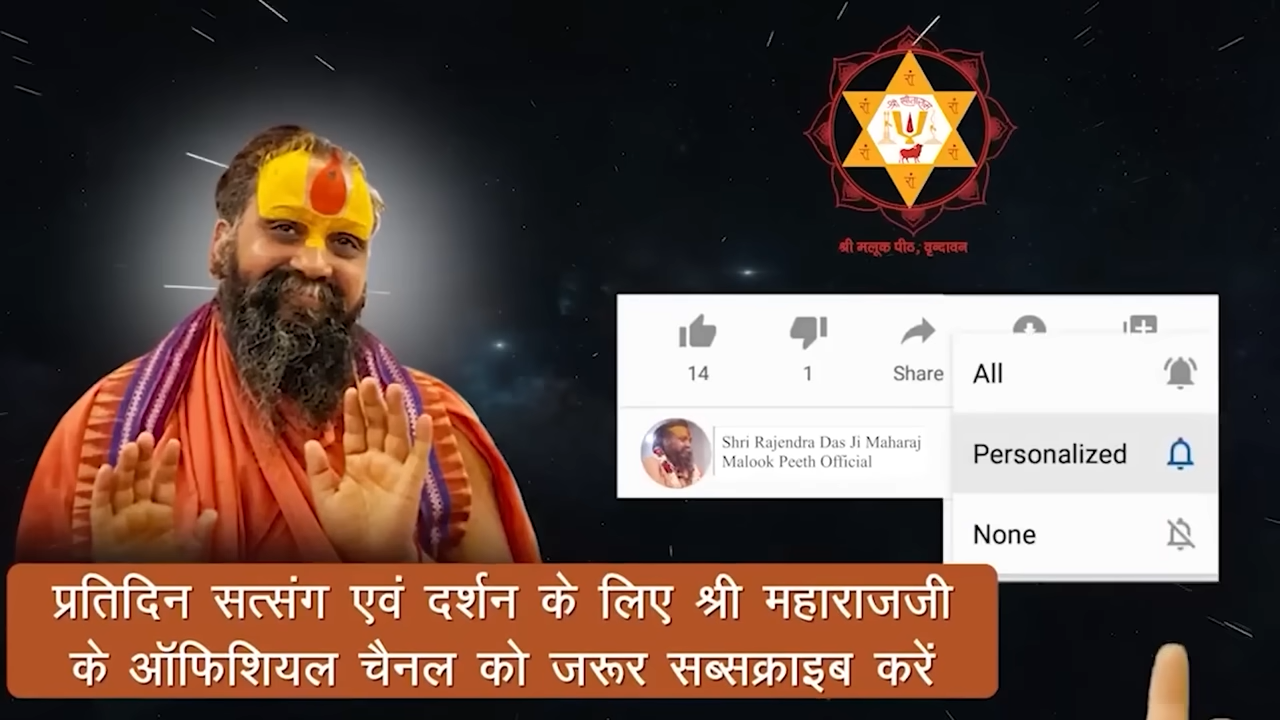 रां
श्री सीताराम
रां
रां
रां
रां
रां
श्री मलूक पीठ, वृन्दावन
14
1
Share
All
Shri Rajendra Das Ji Maharaj
Malook Peeth Official
Personalized
None
प्रतिदिन सत्संग एवं दर्शन के लिए श्री महाराजजी
के ऑफिशियल चैनल को जरूर सब्सक्राइब करें